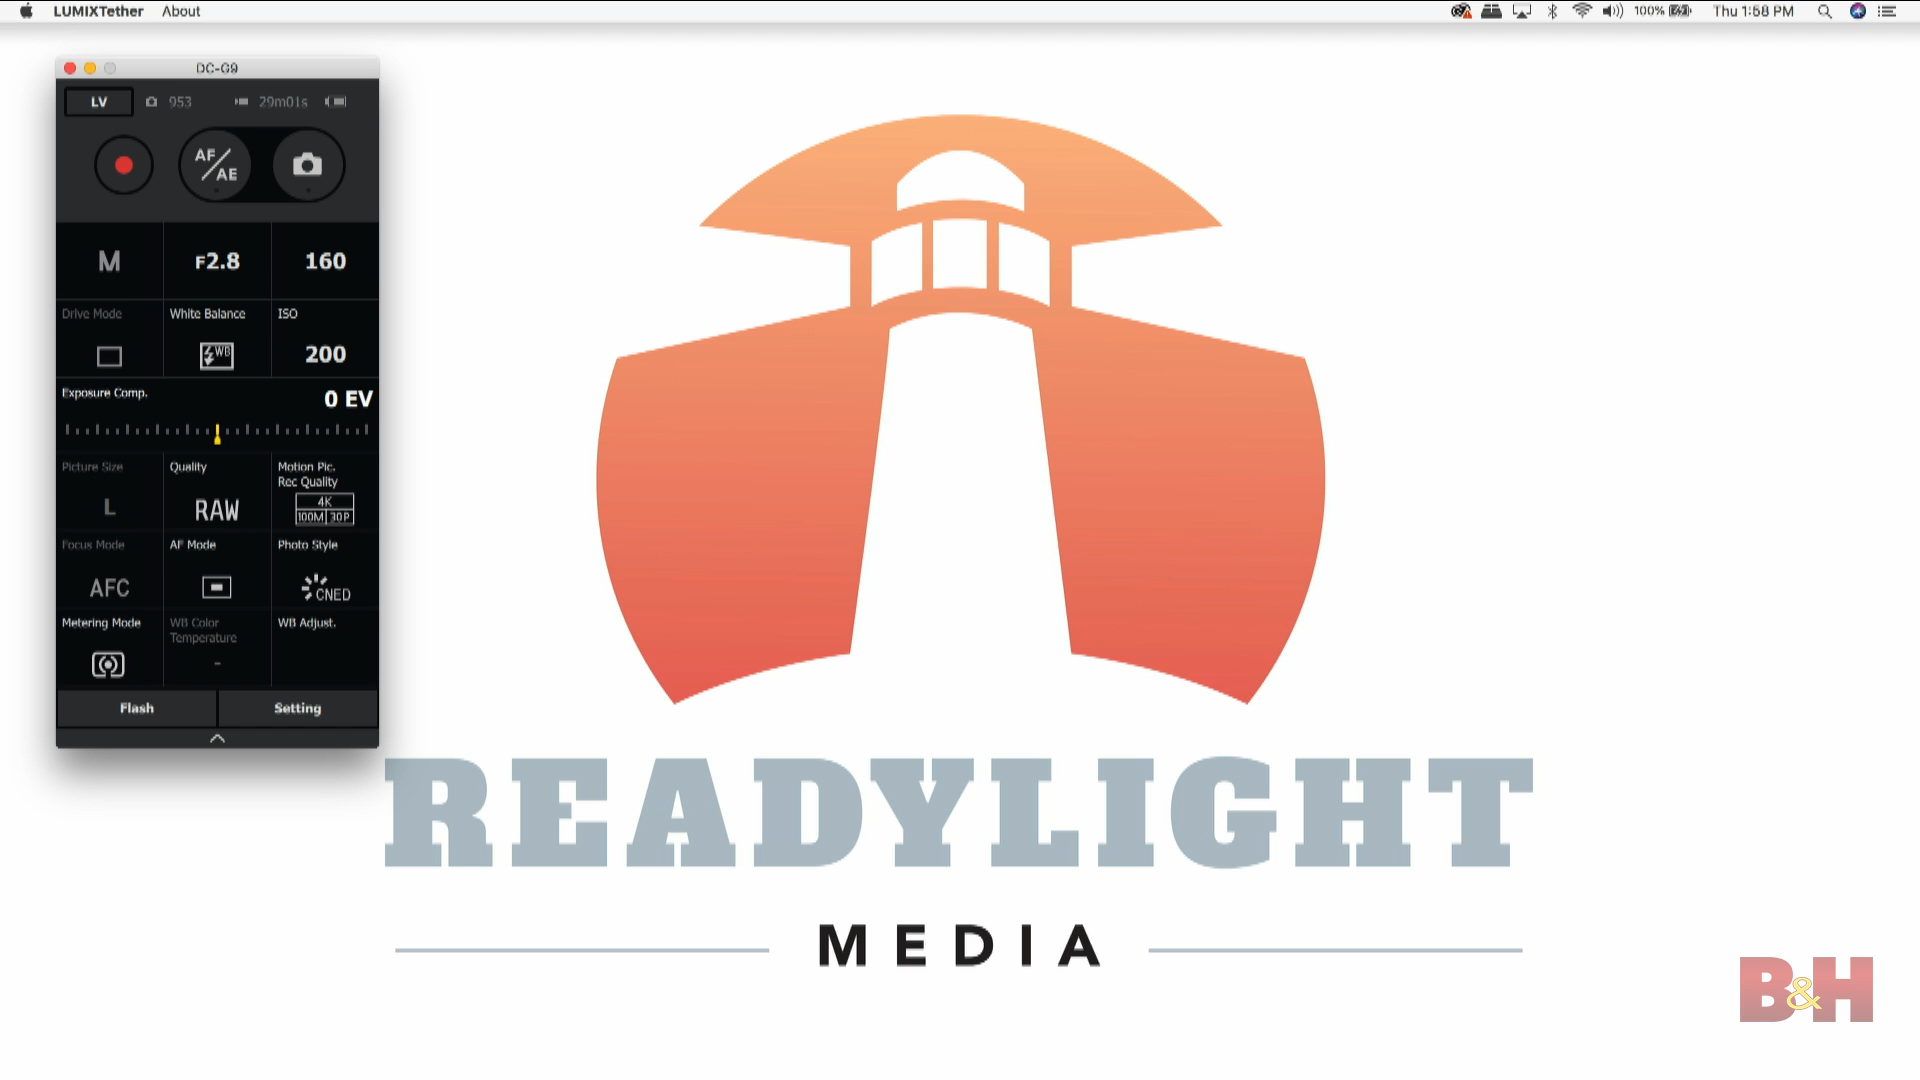 LUMIXTether About
100% Thu 1:58 PM
DC-G9
LV 953 29m01s
AF/AE
M F2.8 160
Drive Mode White Balance ISO
WB 200
Exposure Comp.
0 EV
Picture Size Quality Motion Pic.
Rec Quality
L RAW 4K
100M 30P
Focus Mode AF Mode Photo Style
AFC CNED
Metering Mode WB Color WB Adjust.
Temperature
-
Flash Setting
READYLIGHT
MEDIA
B&H